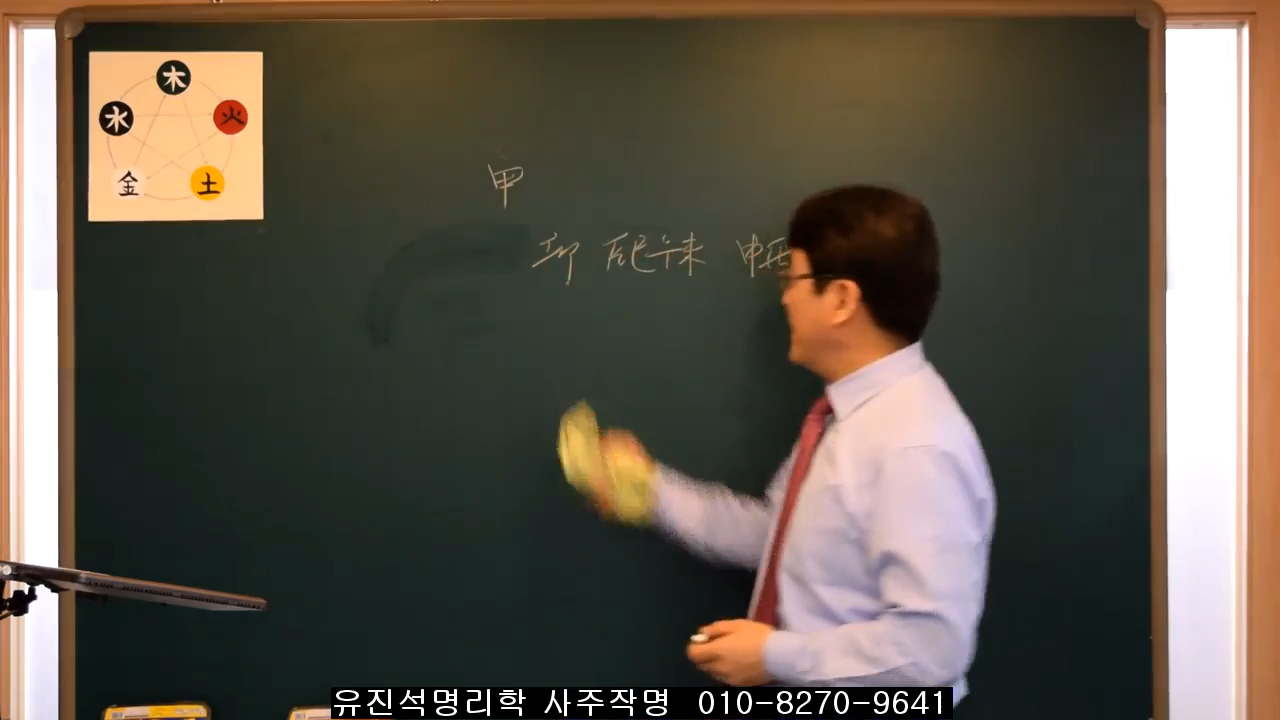 木
水 火
金 土
甲
卯 辰巳午未 申酉
유진석명리학 사주작명 010-8270-9641